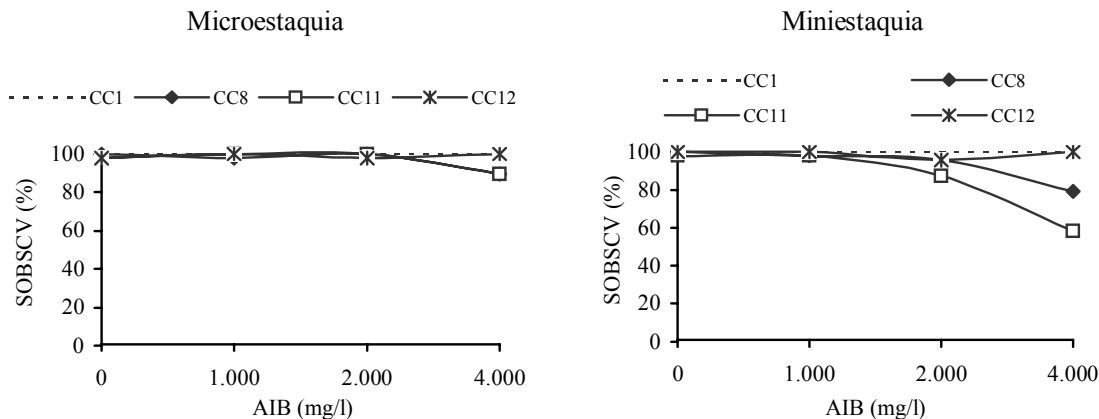 Microestaquia
CC1 CC8 CC11 CC12
100
80
60
40
20
0
SOBSCV (%)
0 1.000 2.000 4.000
AIB (mg/l)
Miniestaquia
CC1 CC8
CC11 CC12
100
80
60
40
20
0
SOBSCV (%)
0 1.000 2.000 4.000
AIB (mg/l)